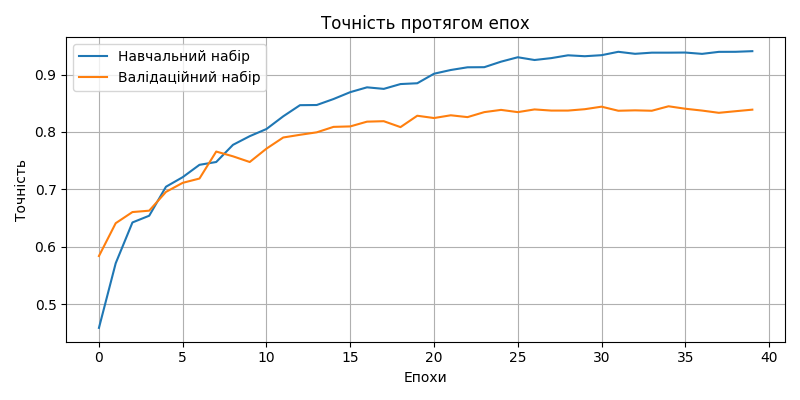 Точність протягом епох
Навчальний набір
Валідаційний набір
Точність
0.9
0.8
0.7
0.6
0.5
0 5 10 15 20 25 30 35 40
Епохи